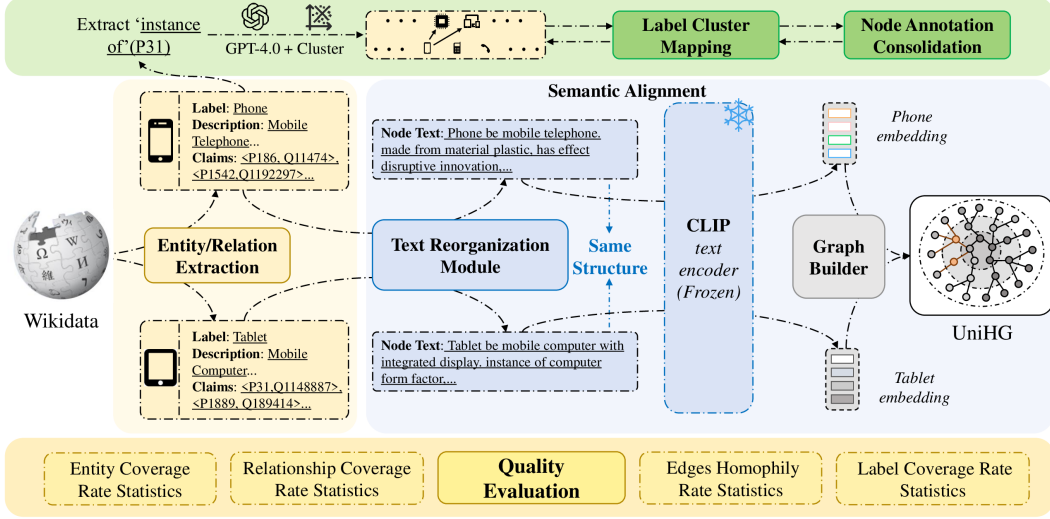 Extract ‘instance
of’(P31)
GPT-4.0 + Cluster
Label Cluster
Mapping
Node Annotation
Consolidation
Label: Phone
Description: Mobile
Telephone...
Claims: <P186, Q11474>,
<P1542,Q1192297>...
Semantic Alignment
Node Text: Phone be mobile telephone.
made from material plastic, has effect
disruptive innovation,...
Phone
embedding
Wikidata
Entity/Relation
Extraction
Text Reorganization
Module
Same
Structure
CLIP
text
encoder
(Frozen)
Graph
Builder
UniHG
Label: Tablet
Description: Mobile
Computer...
Claims: <P31,Q1148887>,
<P1889, Q189414>...
Node Text: Tablet be mobile computer with
integrated display. instance of computer
form factor,...
Tablet
embedding
Entity Coverage
Rate Statistics
Relationship Coverage
Rate Statistics
Quality
Evaluation
Edges Homophily
Rate Statistics
Label Coverage Rate
Statistics